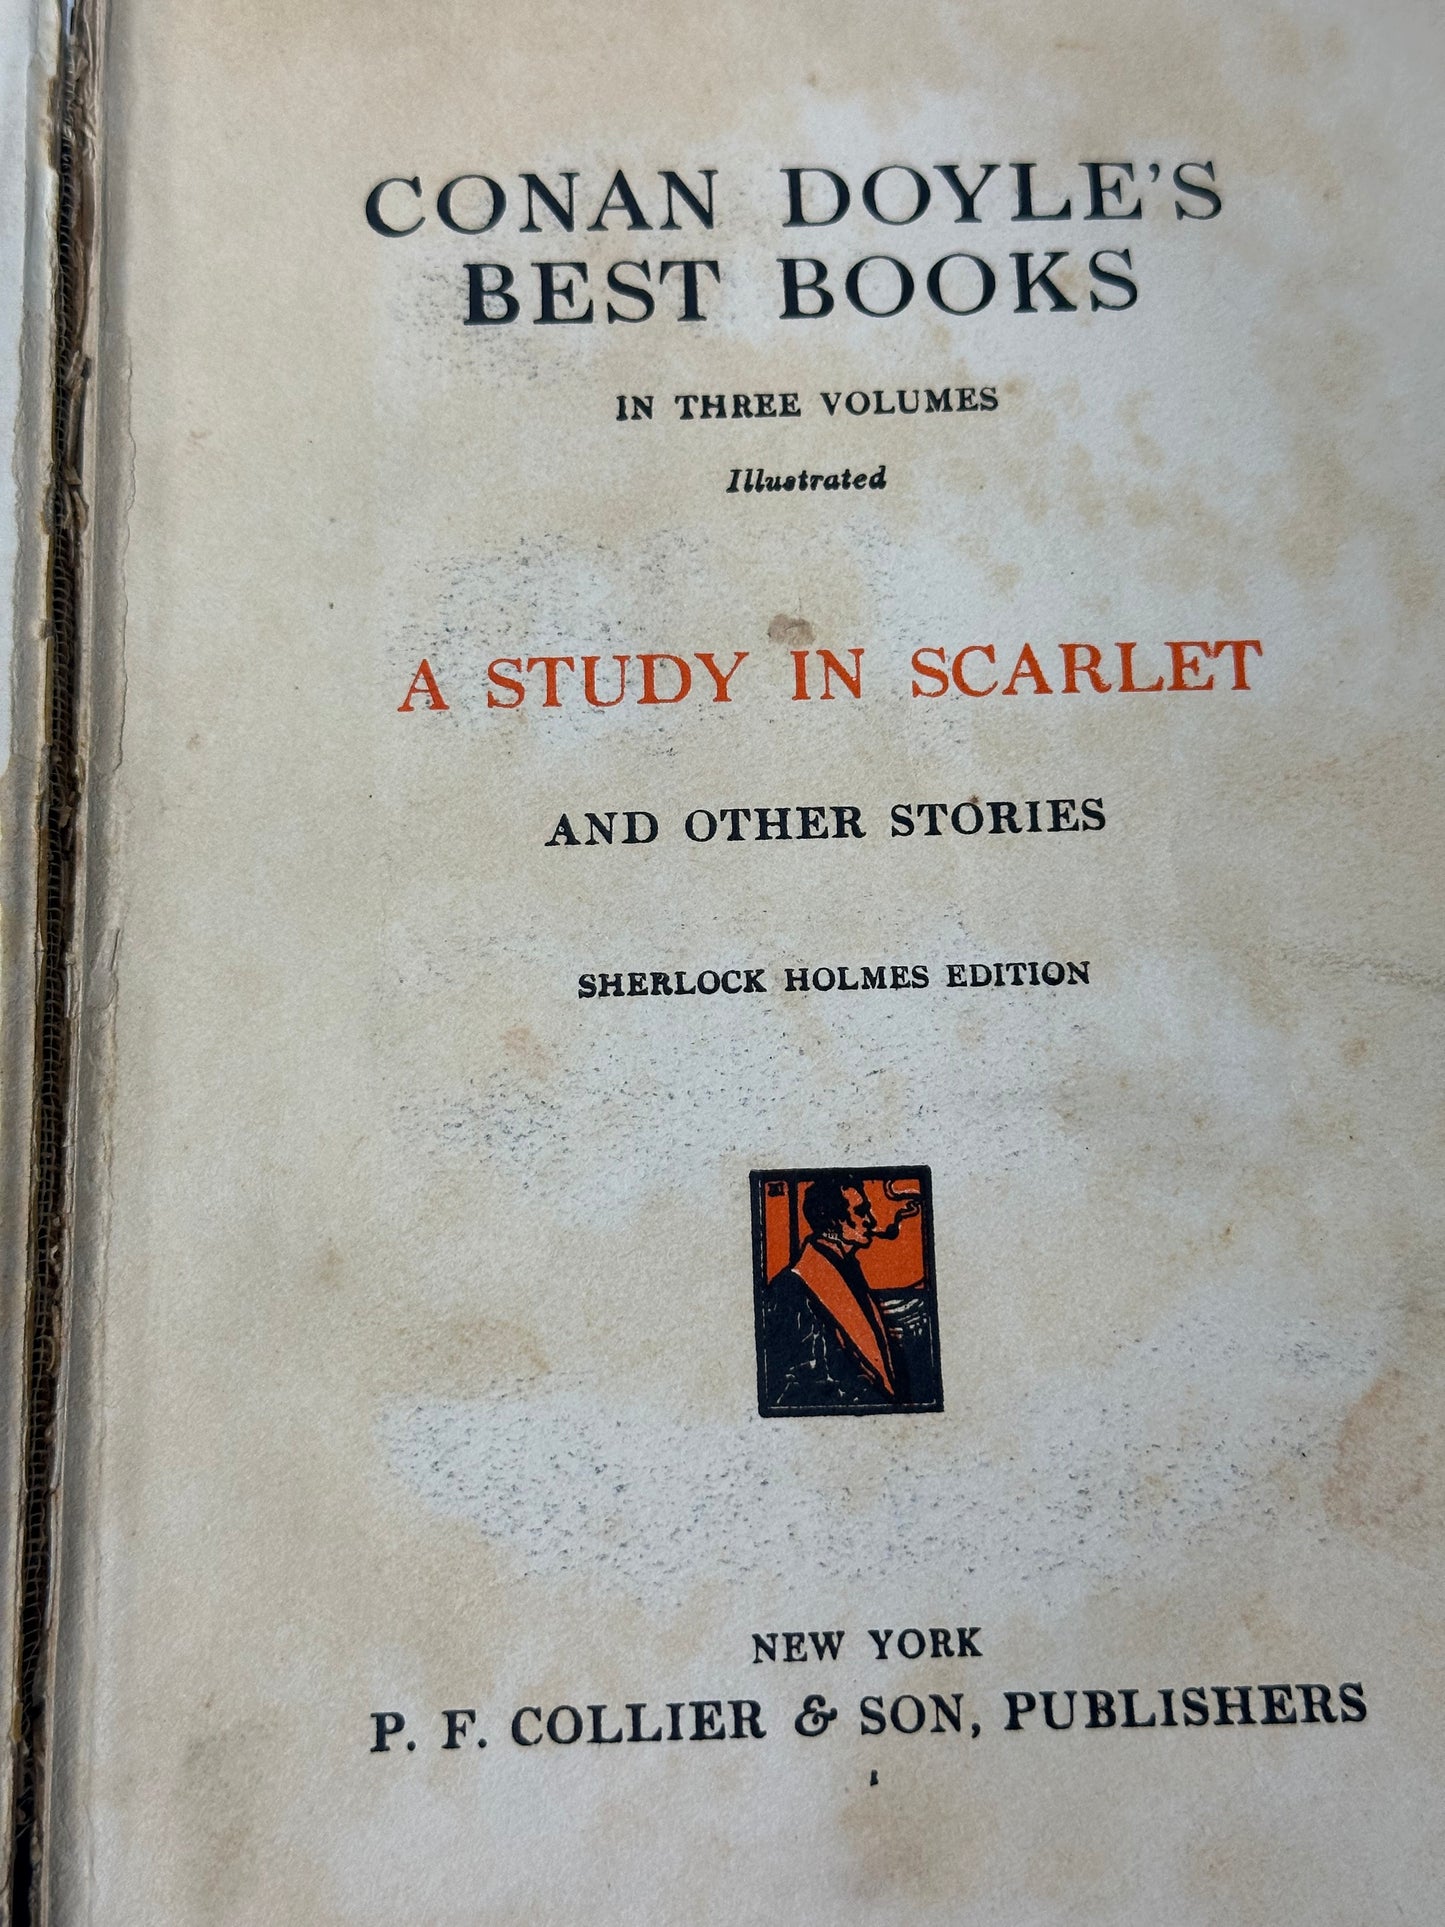 CONAN DOYLE'S
BEST BOOKS
IN THREE VOLUMES
Illustrated
A STUDY IN SCARLET
AND OTHER STORIES
SHERLOCK HOLMES EDITION
NEW YORK
P. F. COLLIER & SON, PUBLISHERS